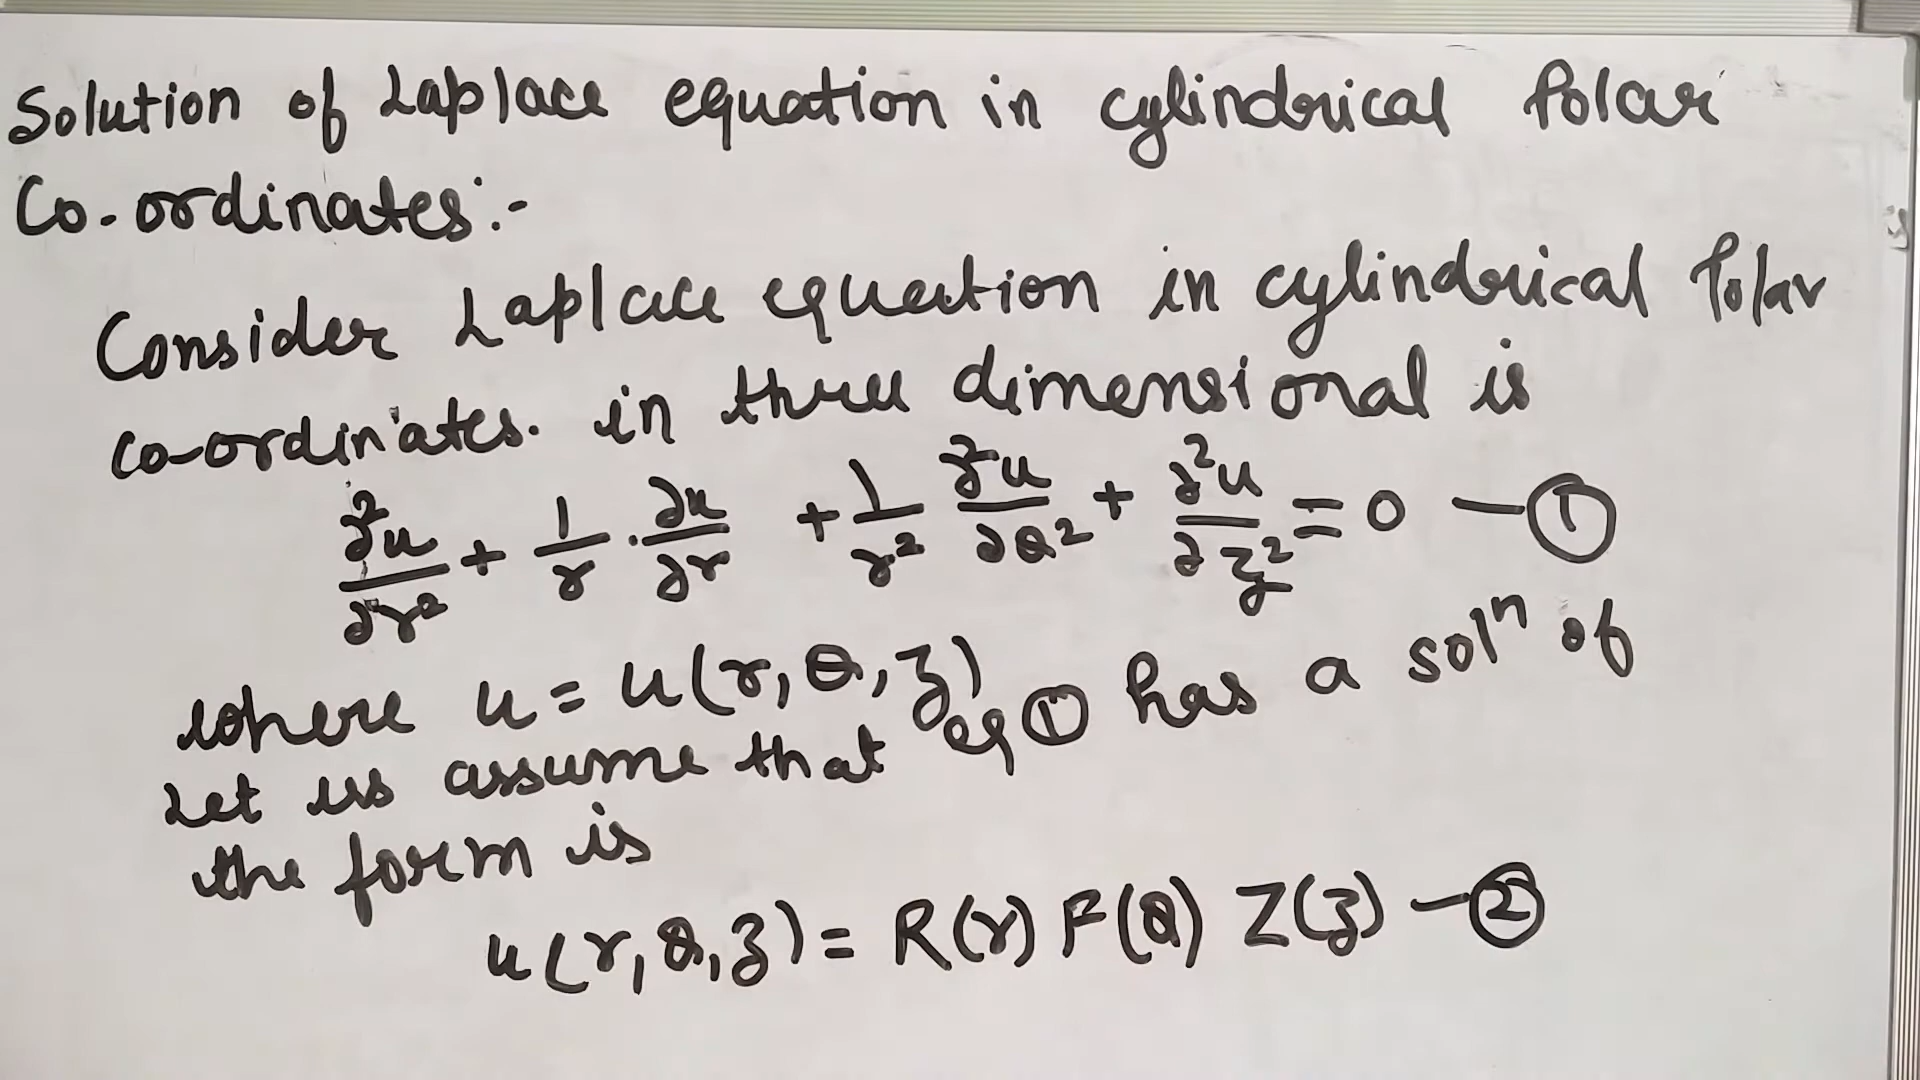 Solution of Laplace equation in cylindrical Polar
Co-ordinates:-
Consider Laplace equation in cylindrical Polar
co-ordinates. in three dimensional is
∂²u/∂r² + 1/r · ∂u/∂r + 1/r² ∂²u/∂θ² + ∂²u/∂z² = 0 — ①
where u = u(r, θ, z)
Let us assume that eq ① has a solⁿ of
the form is
u(r, θ, z) = R(r) F(θ) Z(z) — ②